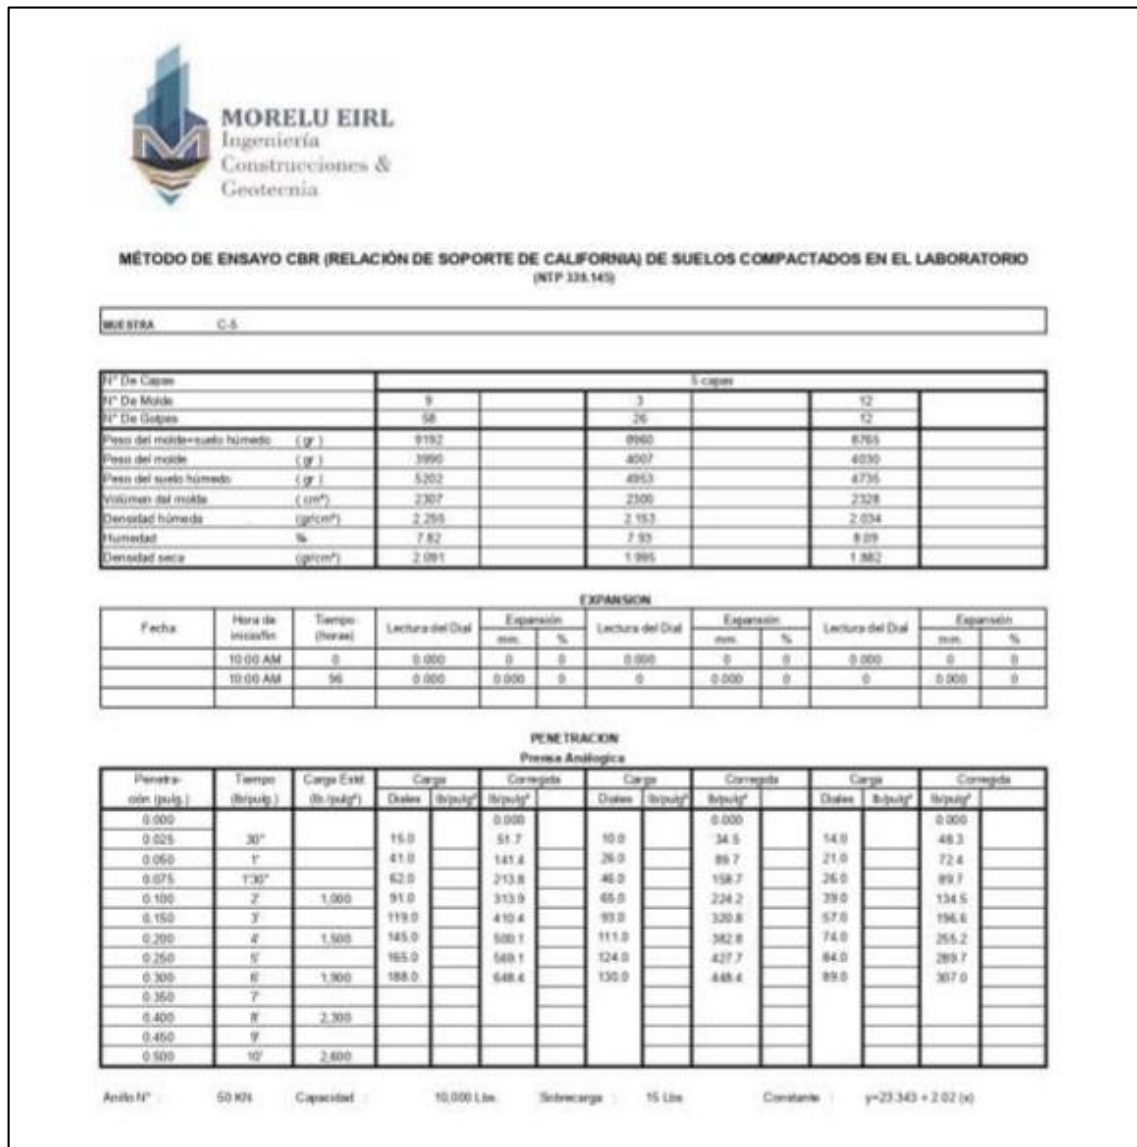 MORELU EIRL
Ingeniería
Construcciones &
Geotecnia
MÉTODO DE ENSAYO CBR (RELACIÓN DE SOPORTE DE CALIFORNIA) DE SUELOS COMPACTADOS EN EL LABORATORIO
(NTP 339.145)
MUESTRA C-5
N° De Capas 5 capas
N° De Molde 9 3 12
N° De Golpes 58 26 12
Peso del molde+suelo húmedo (gr) 9192 8960 8765
Peso del molde (gr) 3990 4007 4030
Peso del suelo húmedo (gr) 5202 4953 4735
Volúmen del molde (cm³) 2307 2300 2328
Densidad húmeda (gr/cm³) 2.255 2.153 2.034
Humedad % 7.82 7.93 8.09
Densidad seca (gr/cm³) 2.091 1.995 1.882
EXPANSION
Fecha Hora de Tiempo Lectura del Dial Expansión Lectura del Dial Expansión Lectura del Dial Expansión
inicio/fin (horas) mm. % mm. % mm. %
10:00 AM 0 0.000 0 0 0.000 0 0 0.000 0 0
10:00 AM 96 0.000 0.000 0 0 0.000 0 0 0.000 0
PENETRACION
Prensa Análogica
Penetra- Tiempo Carga Estd. Carga Corregida Carga Corregida Carga Corregida
ción (pulg.) (lb/pulg.) (lb./pulg²) Diales lb/pulg² lb/pulg² Diales lb/pulg² lb/pulg² Diales lb/pulg² lb/pulg²
0.000 0.000 0.000 0.000
0.025 30" 15.0 51.7 10.0 34.5 14.0 48.3
0.050 1' 41.0 141.4 26.0 89.7 21.0 72.4
0.075 1'30" 62.0 213.8 46.0 158.7 26.0 89.7
0.100 2' 1,000 91.0 313.9 65.0 224.2 39.0 134.5
0.150 3' 119.0 410.4 93.0 320.8 57.0 196.6
0.200 4' 1,500 145.0 500.1 111.0 382.8 74.0 255.2
0.250 5' 165.0 569.1 124.0 427.7 84.0 289.7
0.300 6' 1,900 188.0 648.4 130.0 448.4 89.0 307.0
0.350 7'
0.400 8' 2,300
0.450 9'
0.500 10' 2,600
Anillo N° : 50 KN Capacidad : 10,000 Lbs. Sobrecarga : 15 Lbs Constante : y=23.343 + 2.02 (x)